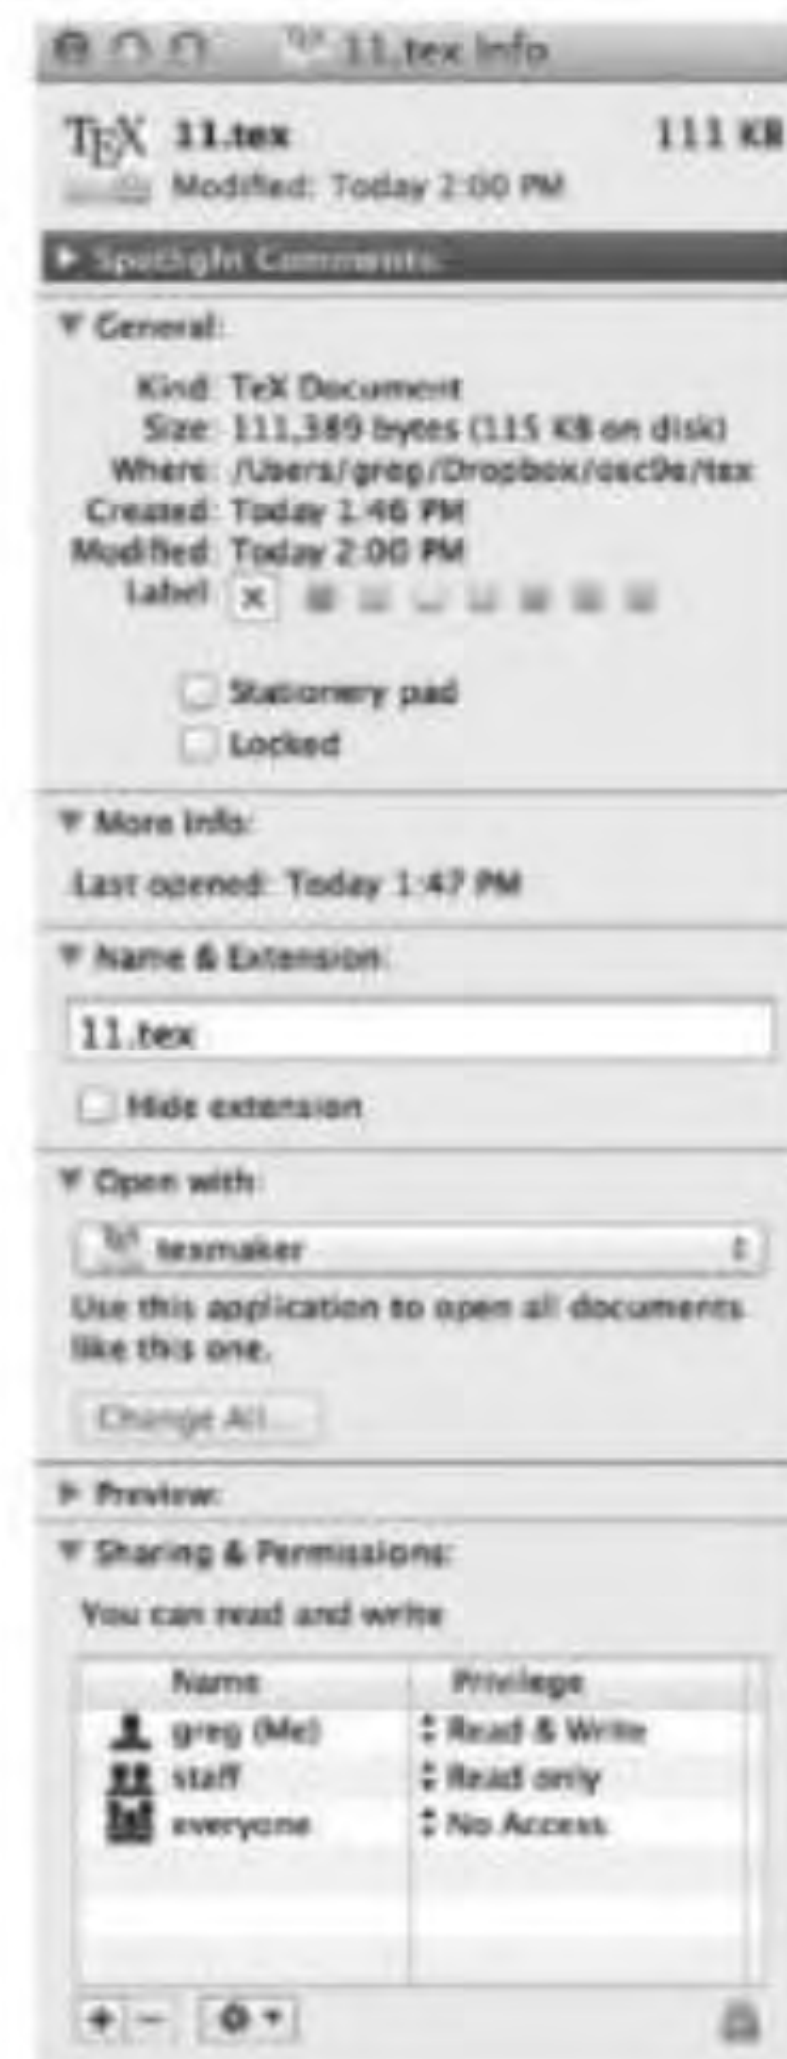 11.tex Info
TEX 11.tex 111 KB
Modified: Today 2:00 PM
Spotlight Comments:
General:
Kind: TeX Document
Size: 111,389 bytes (115 KB on disk)
Where: /Users/greg/Dropbox/osc9e/tex
Created: Today 1:46 PM
Modified: Today 2:00 PM
Label: x
Stationery pad
Locked
More Info:
Last opened: Today 1:47 PM
Name & Extension:
11.tex
Hide extension
Open with:
texmaker
Use this application to open all documents
like this one.
Change All...
Preview:
Sharing & Permissions:
You can read and write
Name Privilege
greg (Me) Read & Write
staff Read only
everyone No Access